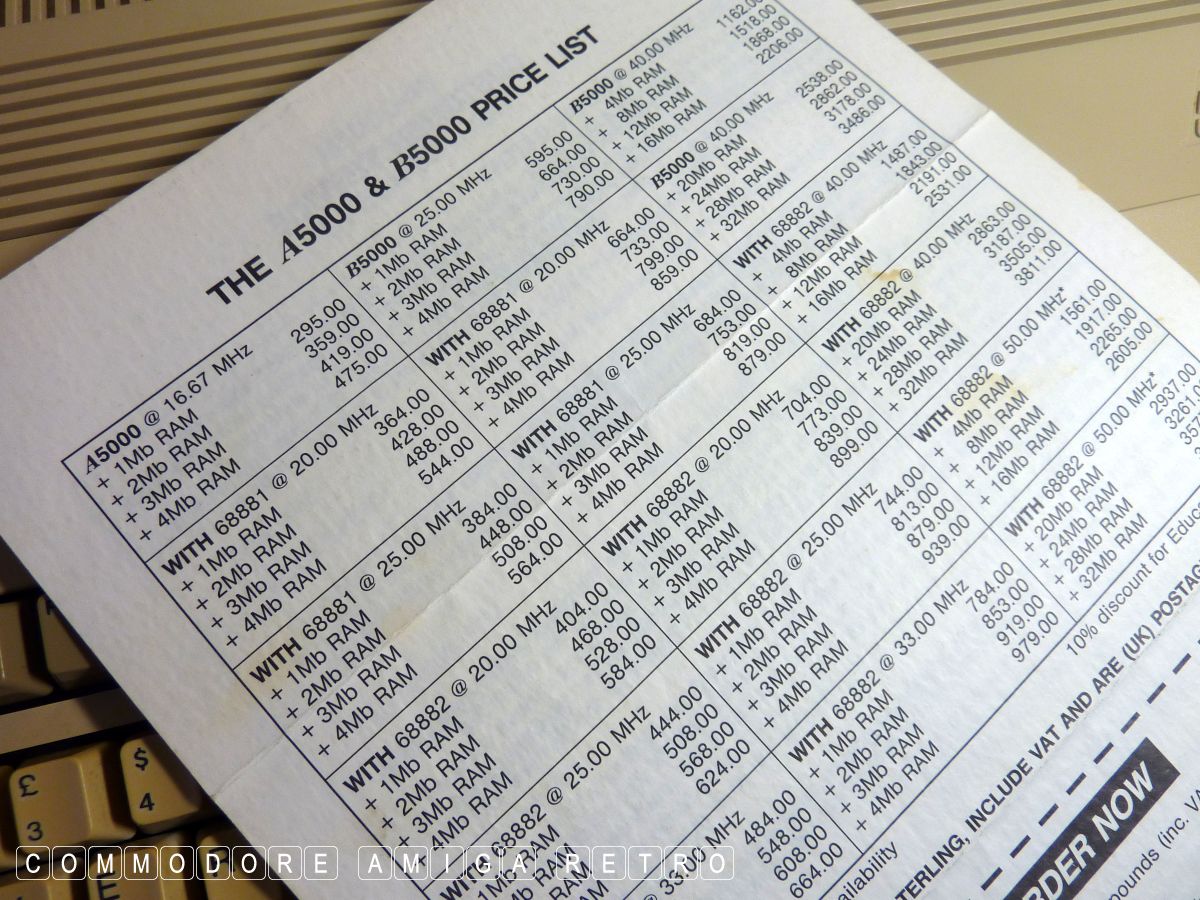 THE A5000 & B5000 PRICE LIST
A5000 @ 16.67 MHz
+ 1Mb RAM 295.00
+ 2Mb RAM 359.00
+ 3Mb RAM 419.00
+ 4Mb RAM 475.00
WITH 68881 @ 20.00 MHz
+ 1Mb RAM 364.00
+ 2Mb RAM 428.00
+ 3Mb RAM 488.00
+ 4Mb RAM 544.00
WITH 68881 @ 25.00 MHz
+ 1Mb RAM 384.00
+ 2Mb RAM 448.00
+ 3Mb RAM 508.00
+ 4Mb RAM 564.00
WITH 68882 @ 20.00 MHz
+ 1Mb RAM 404.00
+ 2Mb RAM 468.00
+ 3Mb RAM 528.00
+ 4Mb RAM 584.00
WITH 68882 @ 25.00 MHz
+ 1Mb RAM 444.00
+ 2Mb RAM 508.00
568.00
624.00
@ 33.00 MHz
484.00
548.00
608.00
664.00
B5000 @ 25.00 MHz
+ 1Mb RAM 595.00
+ 2Mb RAM 664.00
+ 3Mb RAM 730.00
+ 4Mb RAM 790.00
WITH 68881 @ 20.00 MHz
+ 1Mb RAM 664.00
+ 2Mb RAM 733.00
+ 3Mb RAM 799.00
+ 4Mb RAM 859.00
WITH 68881 @ 25.00 MHz
+ 1Mb RAM 684.00
+ 2Mb RAM 753.00
+ 3Mb RAM 819.00
+ 4Mb RAM 879.00
WITH 68882 @ 20.00 MHz
+ 1Mb RAM 704.00
+ 2Mb RAM 773.00
+ 3Mb RAM 839.00
+ 4Mb RAM 899.00
WITH 68882 @ 25.00 MHz
+ 1Mb RAM 744.00
+ 2Mb RAM 813.00
+ 3Mb RAM 879.00
+ 4Mb RAM 939.00
WITH 68882 @ 33.00 MHz
+ 1Mb RAM 784.00
+ 2Mb RAM 853.00
+ 3Mb RAM 919.00
+ 4Mb RAM 979.00
B5000 @ 40.00 MHz
+ 4Mb RAM 1162.00
+ 8Mb RAM 1518.00
+ 12Mb RAM 1868.00
+ 16Mb RAM 2206.00
B5000 @ 40.00 MHz
+ 20Mb RAM 2538.00
+ 24Mb RAM 2862.00
+ 28Mb RAM 3178.00
+ 32Mb RAM 3486.00
WITH 68882 @ 40.00 MHz
+ 4Mb RAM 1487.00
+ 8Mb RAM 1843.00
+ 12Mb RAM 2191.00
+ 16Mb RAM 2531.00
WITH 68882 @ 40.00 MHz
+ 20Mb RAM 2863.00
+ 24Mb RAM 3187.00
+ 28Mb RAM 3505.00
+ 32Mb RAM 3811.00
WITH 68882 @ 50.00 MHz*
+ 4Mb RAM 1561.00
+ 8Mb RAM 1917.00
+ 12Mb RAM 2265.00
+ 16Mb RAM 2605.00
WITH 68882 @ 50.00 MHz*
+ 20Mb RAM 2937.00
+ 24Mb RAM 3261
+ 28Mb RAM
+ 32Mb RAM
10% discount for
TERLING, INCLUDE VAT AND ARE (UK) POSTAG
RDER NOW
£
3
$
4
E
COMMODORE AMIGA RETRO